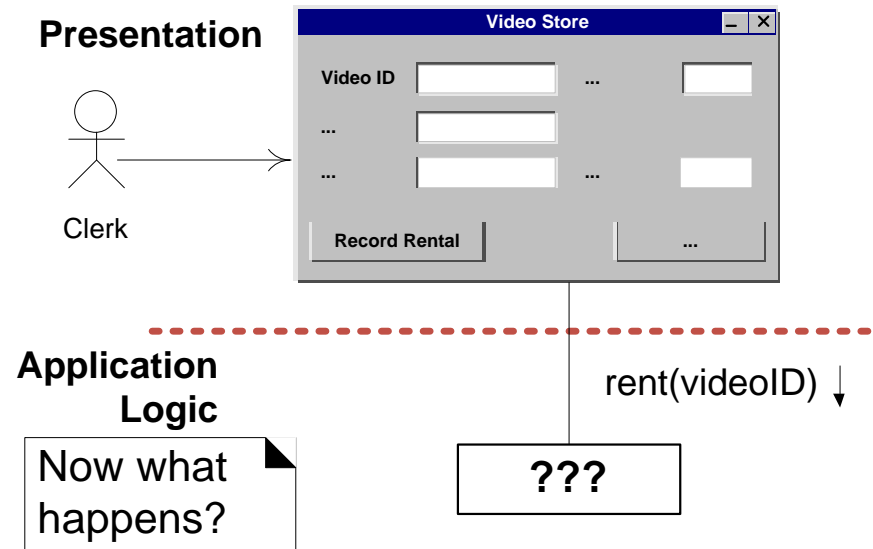 Presentation
Video Store
Video ID
...
...
...
...
Clerk
Record Rental
...
Application
Logic
rent(videoID)
Now what
happens?
???